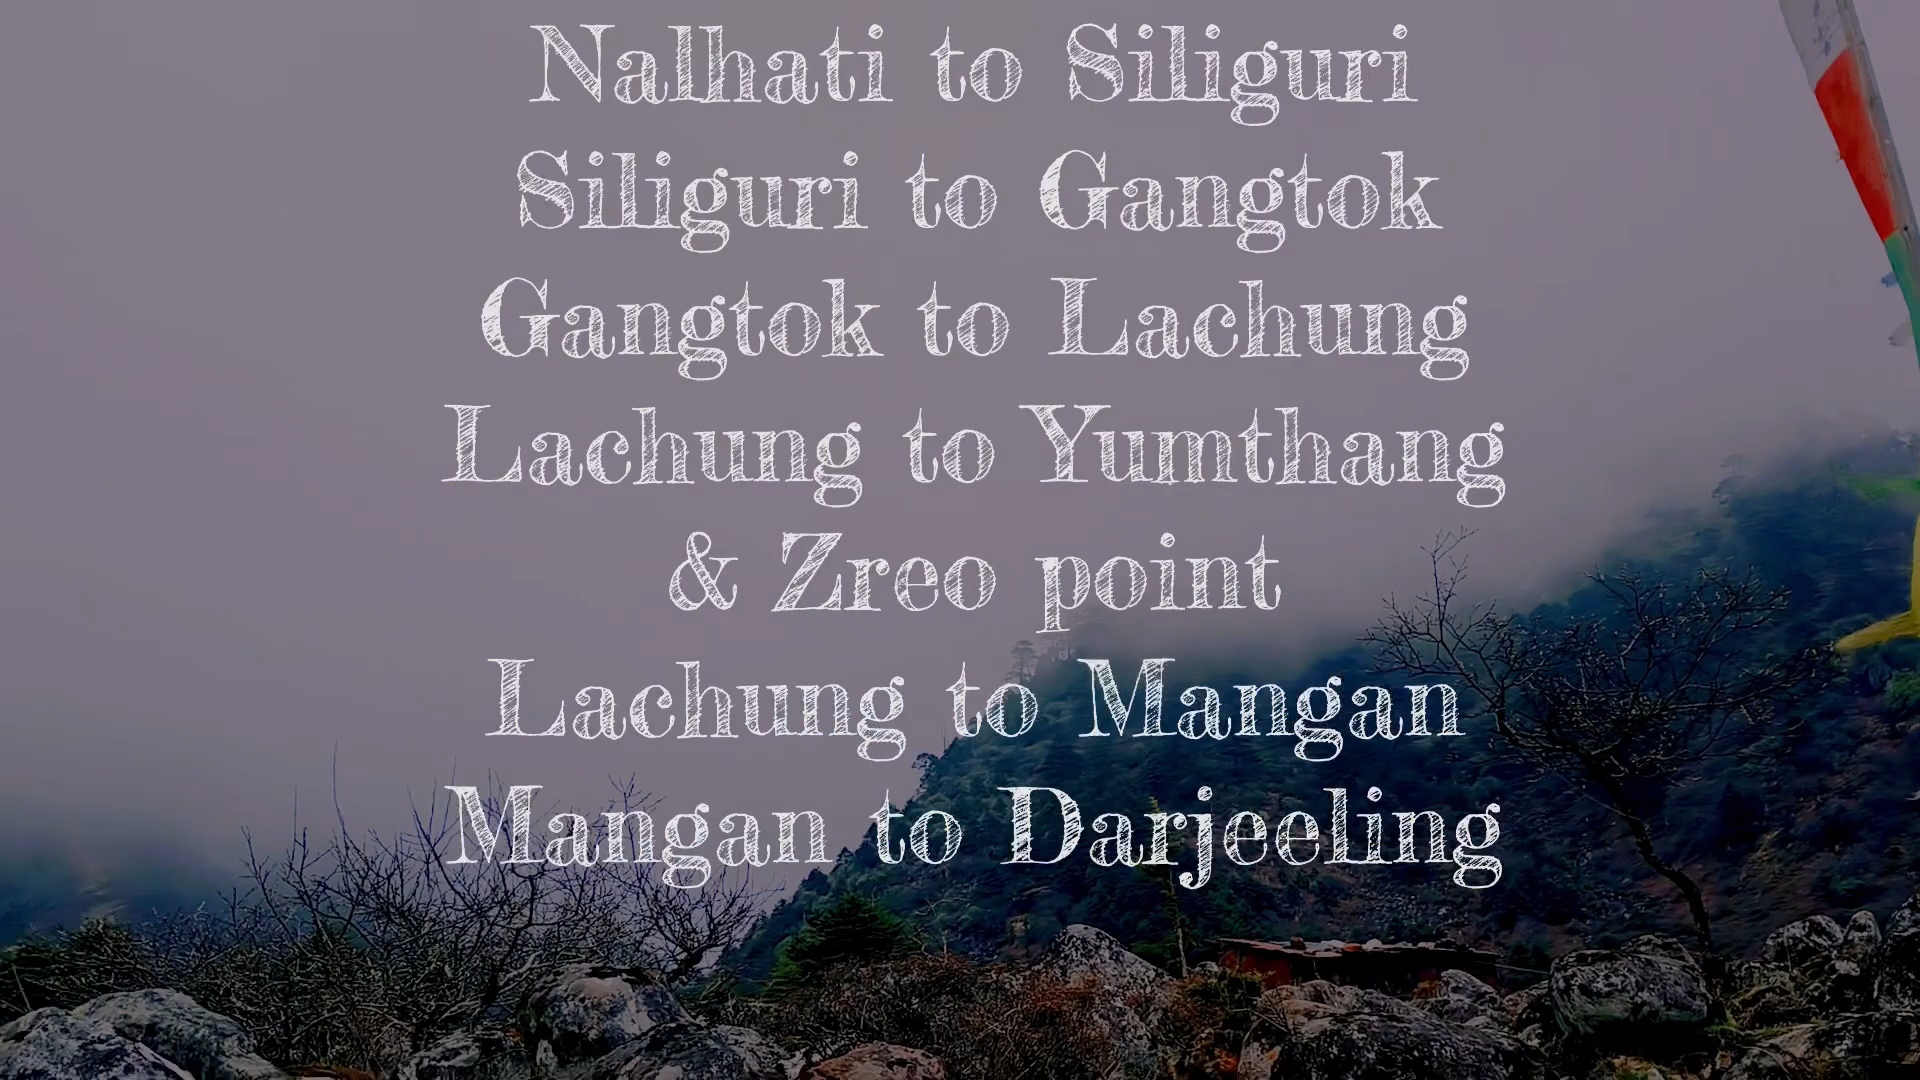 Nalhati to Siliguri
Siliguri to Gangtok
Gangtok to Lachung
Lachung to Yumthang
& Zreo point
Lachung to Mangan
Mangan to Darjeeling